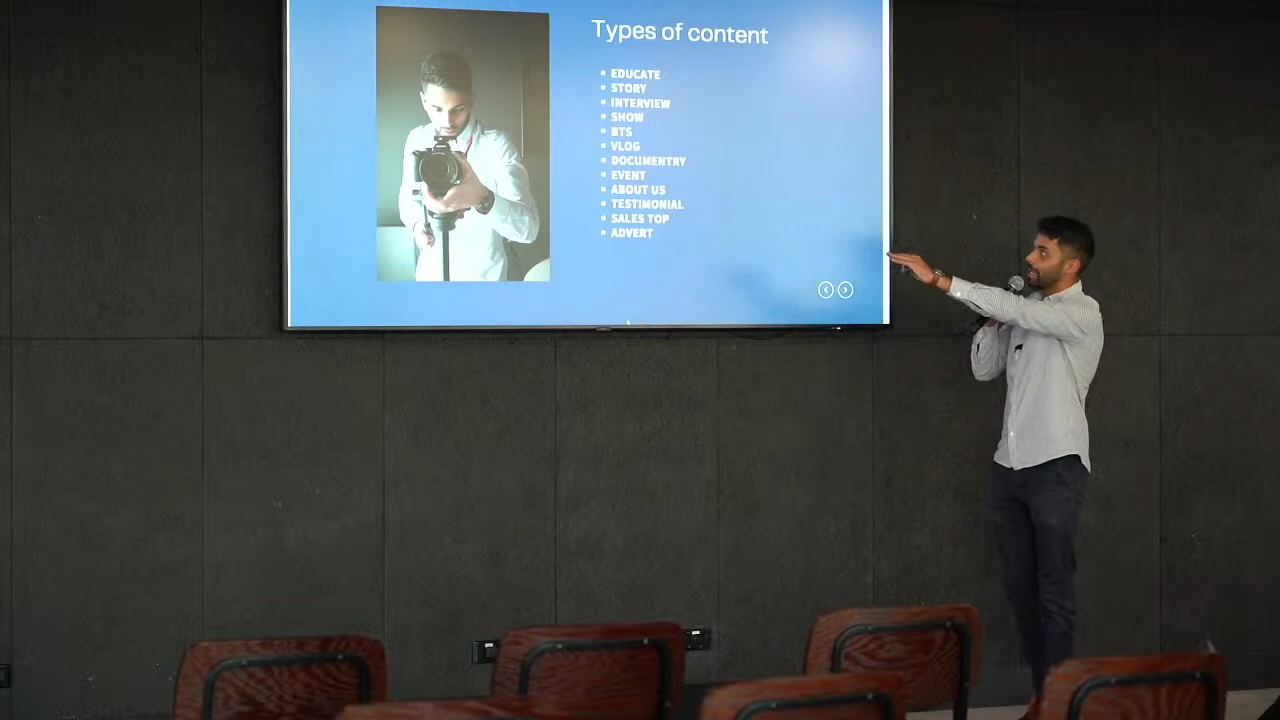 Types of content
EDUCATE
STORY
INTERVIEW
SHOW
BTS
VLOG
DOCUMENTRY
EVENT
ABOUT US
TESTIMONIAL
SALES TOP
ADVERT